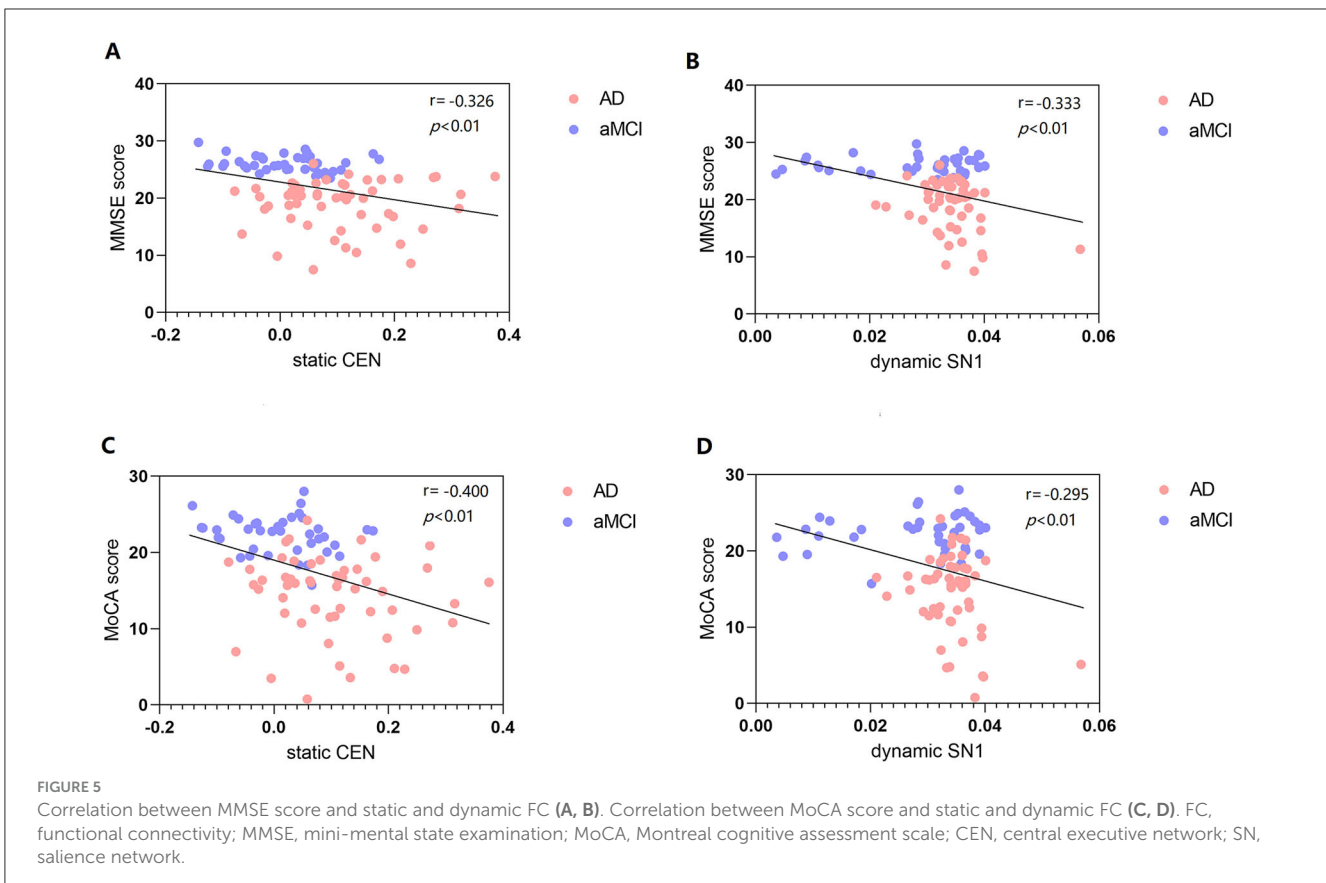 A
40
30
20
10
0
MMSE score
r= -0.326
p<0.01
-0.2
0.0
0.2
0.4
static CEN
AD
aMCI
B
40
30
20
10
0
MMSE score
r= -0.333
p<0.01
0.00
0.02
0.04
0.06
dynamic SN1
AD
aMCI
C
30
20
10
0
MoCA score
r= -0.400
p<0.01
-0.2
0.0
0.2
0.4
static CEN
AD
aMCI
D
30
20
10
0
MoCA score
r= -0.295
p<0.01
0.00
0.02
0.04
0.06
dynamic SN1
AD
aMCI
FIGURE 5
Correlation between MMSE score and static and dynamic FC (A, B). Correlation between MoCA score and static and dynamic FC (C, D). FC,
functional connectivity; MMSE, mini-mental state examination; MoCA, Montreal cognitive assessment scale; CEN, central executive network; SN,
salience network.